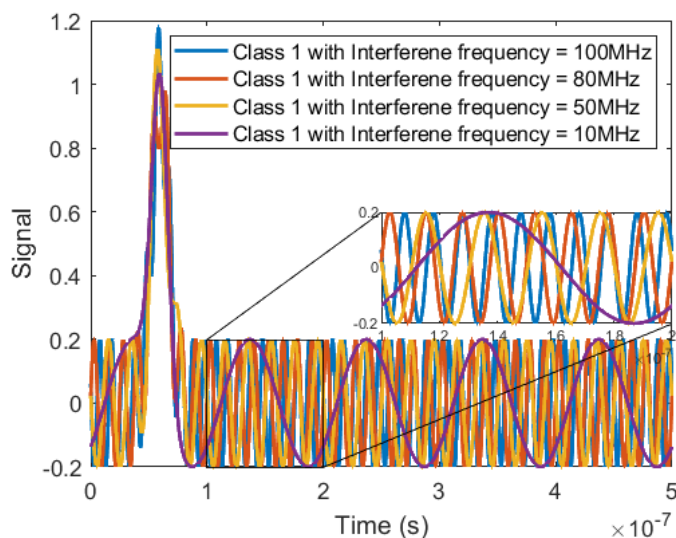 1.2
1
0.8
0.6
0.4
0.2
0
-0.2
Signal
Class 1 with Interferene frequency = 100MHz
Class 1 with Interferene frequency = 80MHz
Class 1 with Interferene frequency = 50MHz
Class 1 with Interferene frequency = 10MHz
0.2
0
-0.2
1 1.2 1.4 1.6 1.8 2
×10⁻⁷
0 1 2 3 4 5
Time (s)
×10⁻⁷